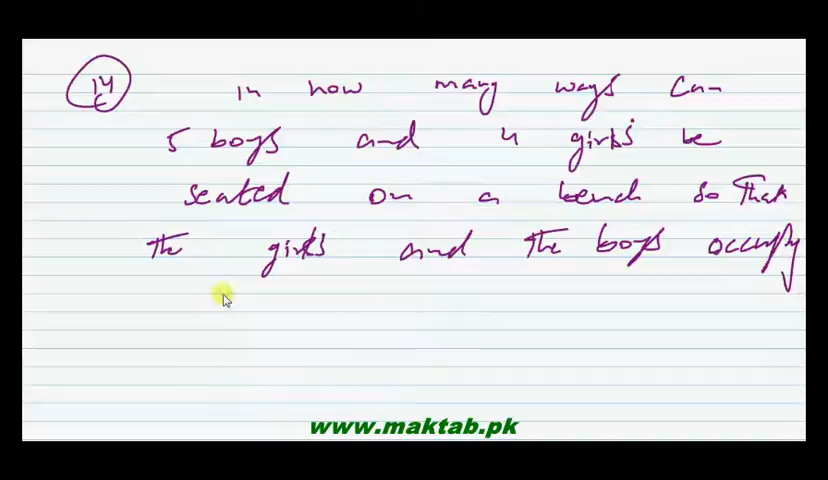 14
in how many ways can
5 boys and 4 girls be
seated on a bench so that
the girls and the boys occupy
www.maktab.pk